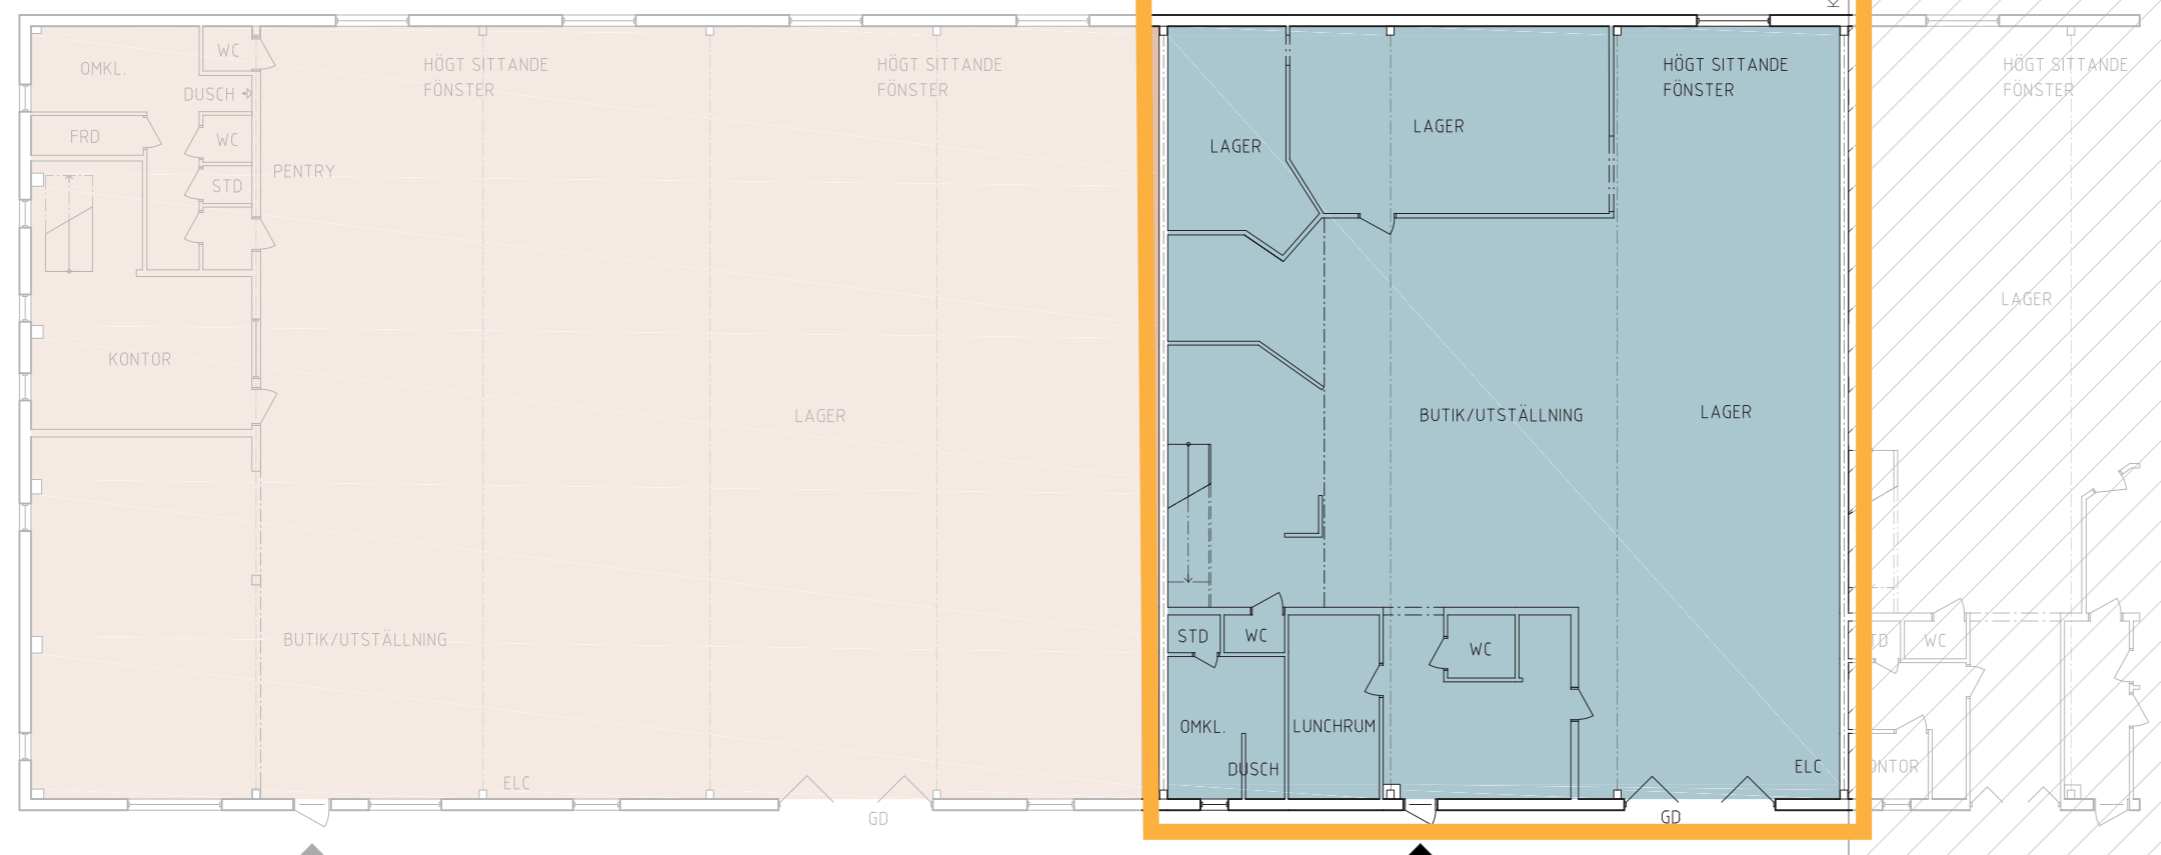 OMKL.
WC
DUSCH
FRD
WC
STD
PENTRY
KONTOR
HÖGT SITTANDE
FÖNSTER
HÖGT SITTANDE
FÖNSTER
LAGER
BUTIK/UTSTÄLLNING
ELC
GD
K
LAGER
LAGER
HÖGT SITTANDE
FÖNSTER
BUTIK/UTSTÄLLNING
LAGER
STD
WC
WC
OMKL.
LUNCHRUM
DUSCH
ELC
GD
HÖGT SITTANDE
FÖNSTER
LAGER
TD
WC
ONTOR